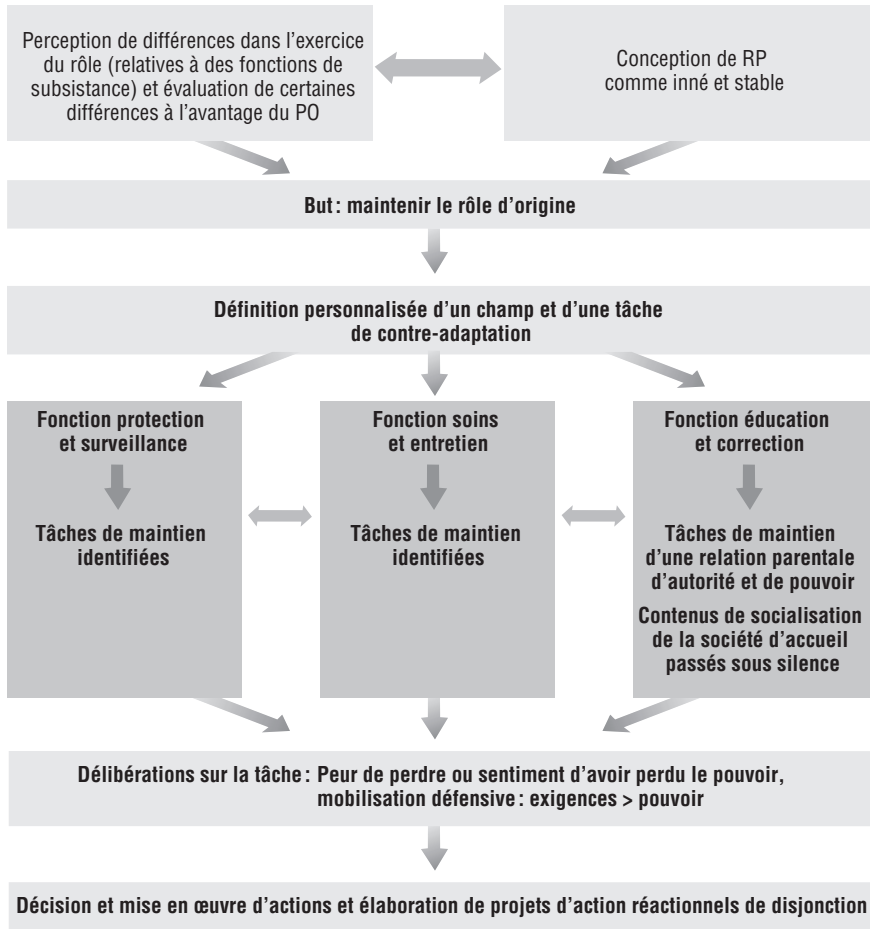 Perception de différences dans l’exercice
du rôle (relatives à des fonctions de
subsistance) et évaluation de certaines
différences à l’avantage du PO
Conception de RP
comme inné et stable
But : maintenir le rôle d’origine
Définition personnalisée d’un champ et d’une tâche
de contre-adaptation
Fonction protection
et surveillance
Tâches de maintien
identifiées
Fonction soins
et entretien
Tâches de maintien
identifiées
Fonction éducation
et correction
Tâches de maintien
d’une relation parentale
d’autorité et de pouvoir
Contenus de socialisation
de la société d’accueil
passés sous silence
Délibérations sur la tâche : Peur de perdre ou sentiment d’avoir perdu le pouvoir,
mobilisation défensive : exigences > pouvoir
Décision et mise en œuvre d’actions et élaboration de projets d’action réactionnels de disjonction